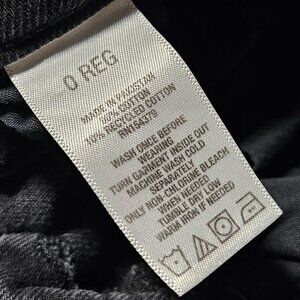 0 REG
MADE IN PAKISTAN
90% COTTON
10% RECYCLED COTTON
RN154379
WASH ONCE BEFORE
WEARING
TURN GARMENT INSIDE OUT
MACHINE WASH COLD
SEPARATELY
ONLY NON-CHLORINE BLEACH
WHEN NEEDED
TUMBLE DRY LOW
WARM IRON IF NEEDED